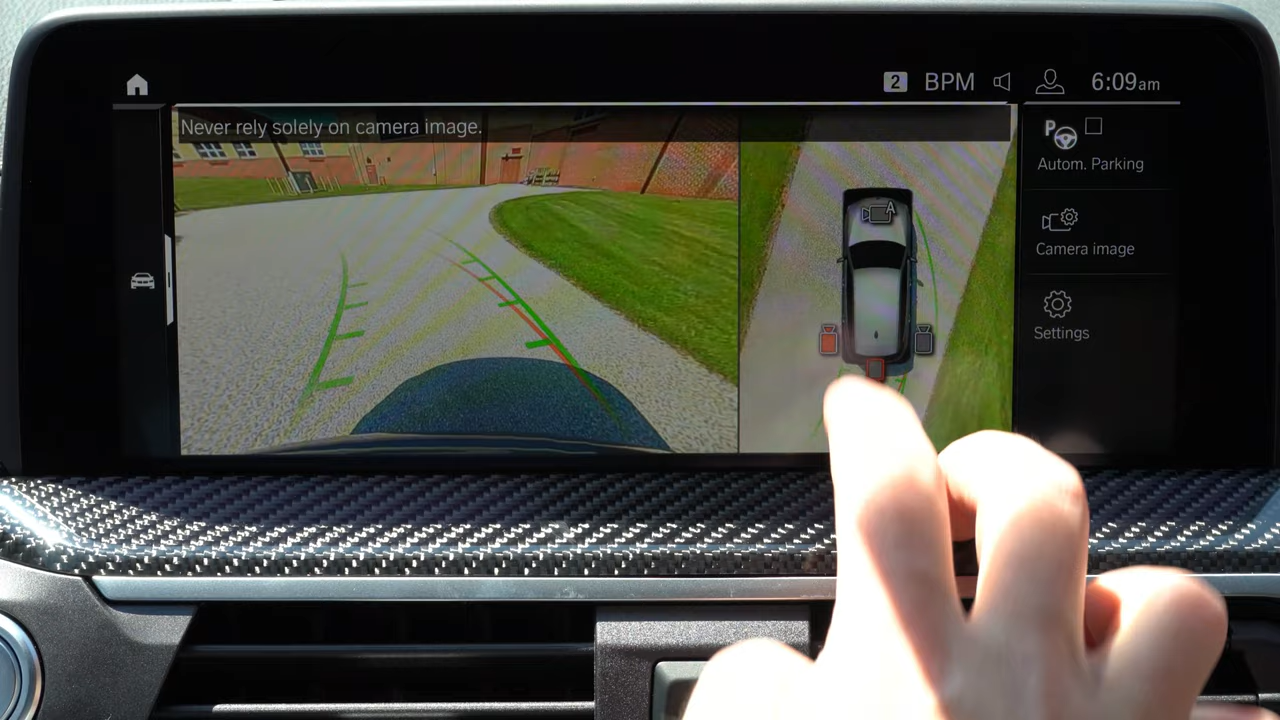 2 BPM 6:09am
Never rely solely on camera image.
P
Autom. Parking
A
Camera image
Settings